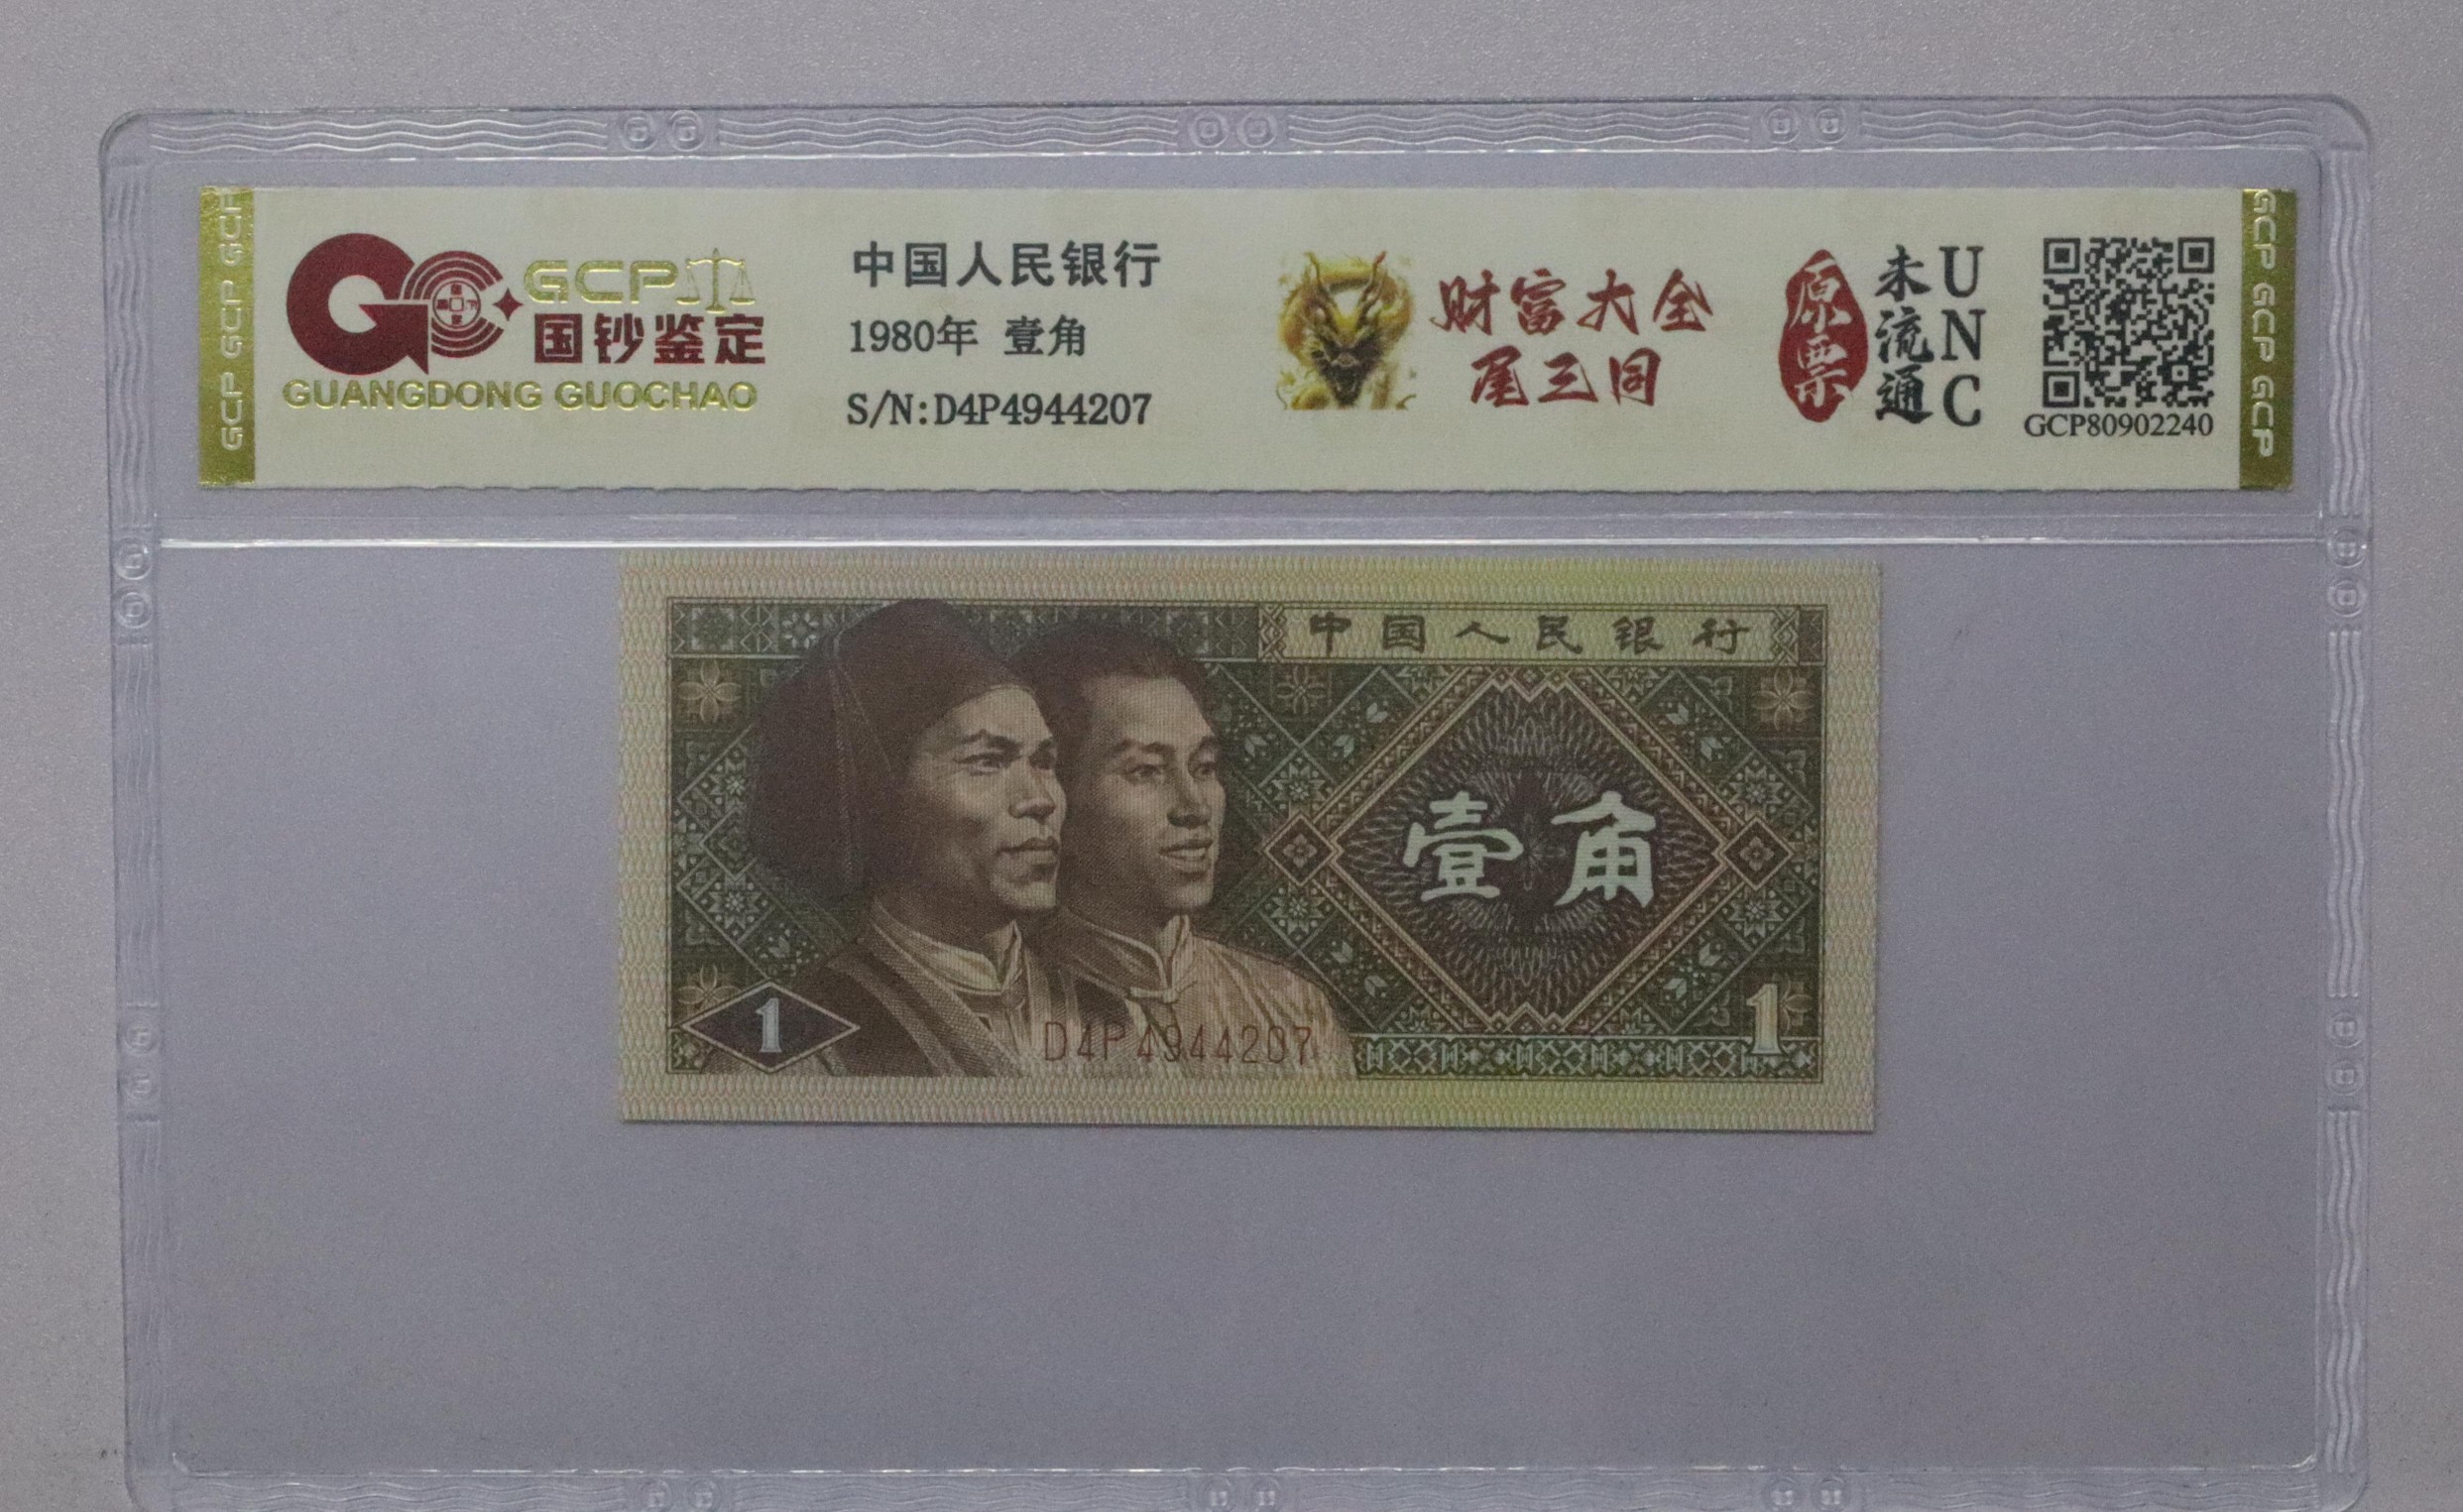 GCP GCP GCP
GCP
国钞鉴定
GUANGDONG GUOCHAO
中国人民银行
1980年 壹角
S/N:D4P4944207
财富大全
尾三同
原票
未流通
UNC
GCP80902240
GCP GCP GCP
中国人民银行
壹角
1
D4P4944207
1